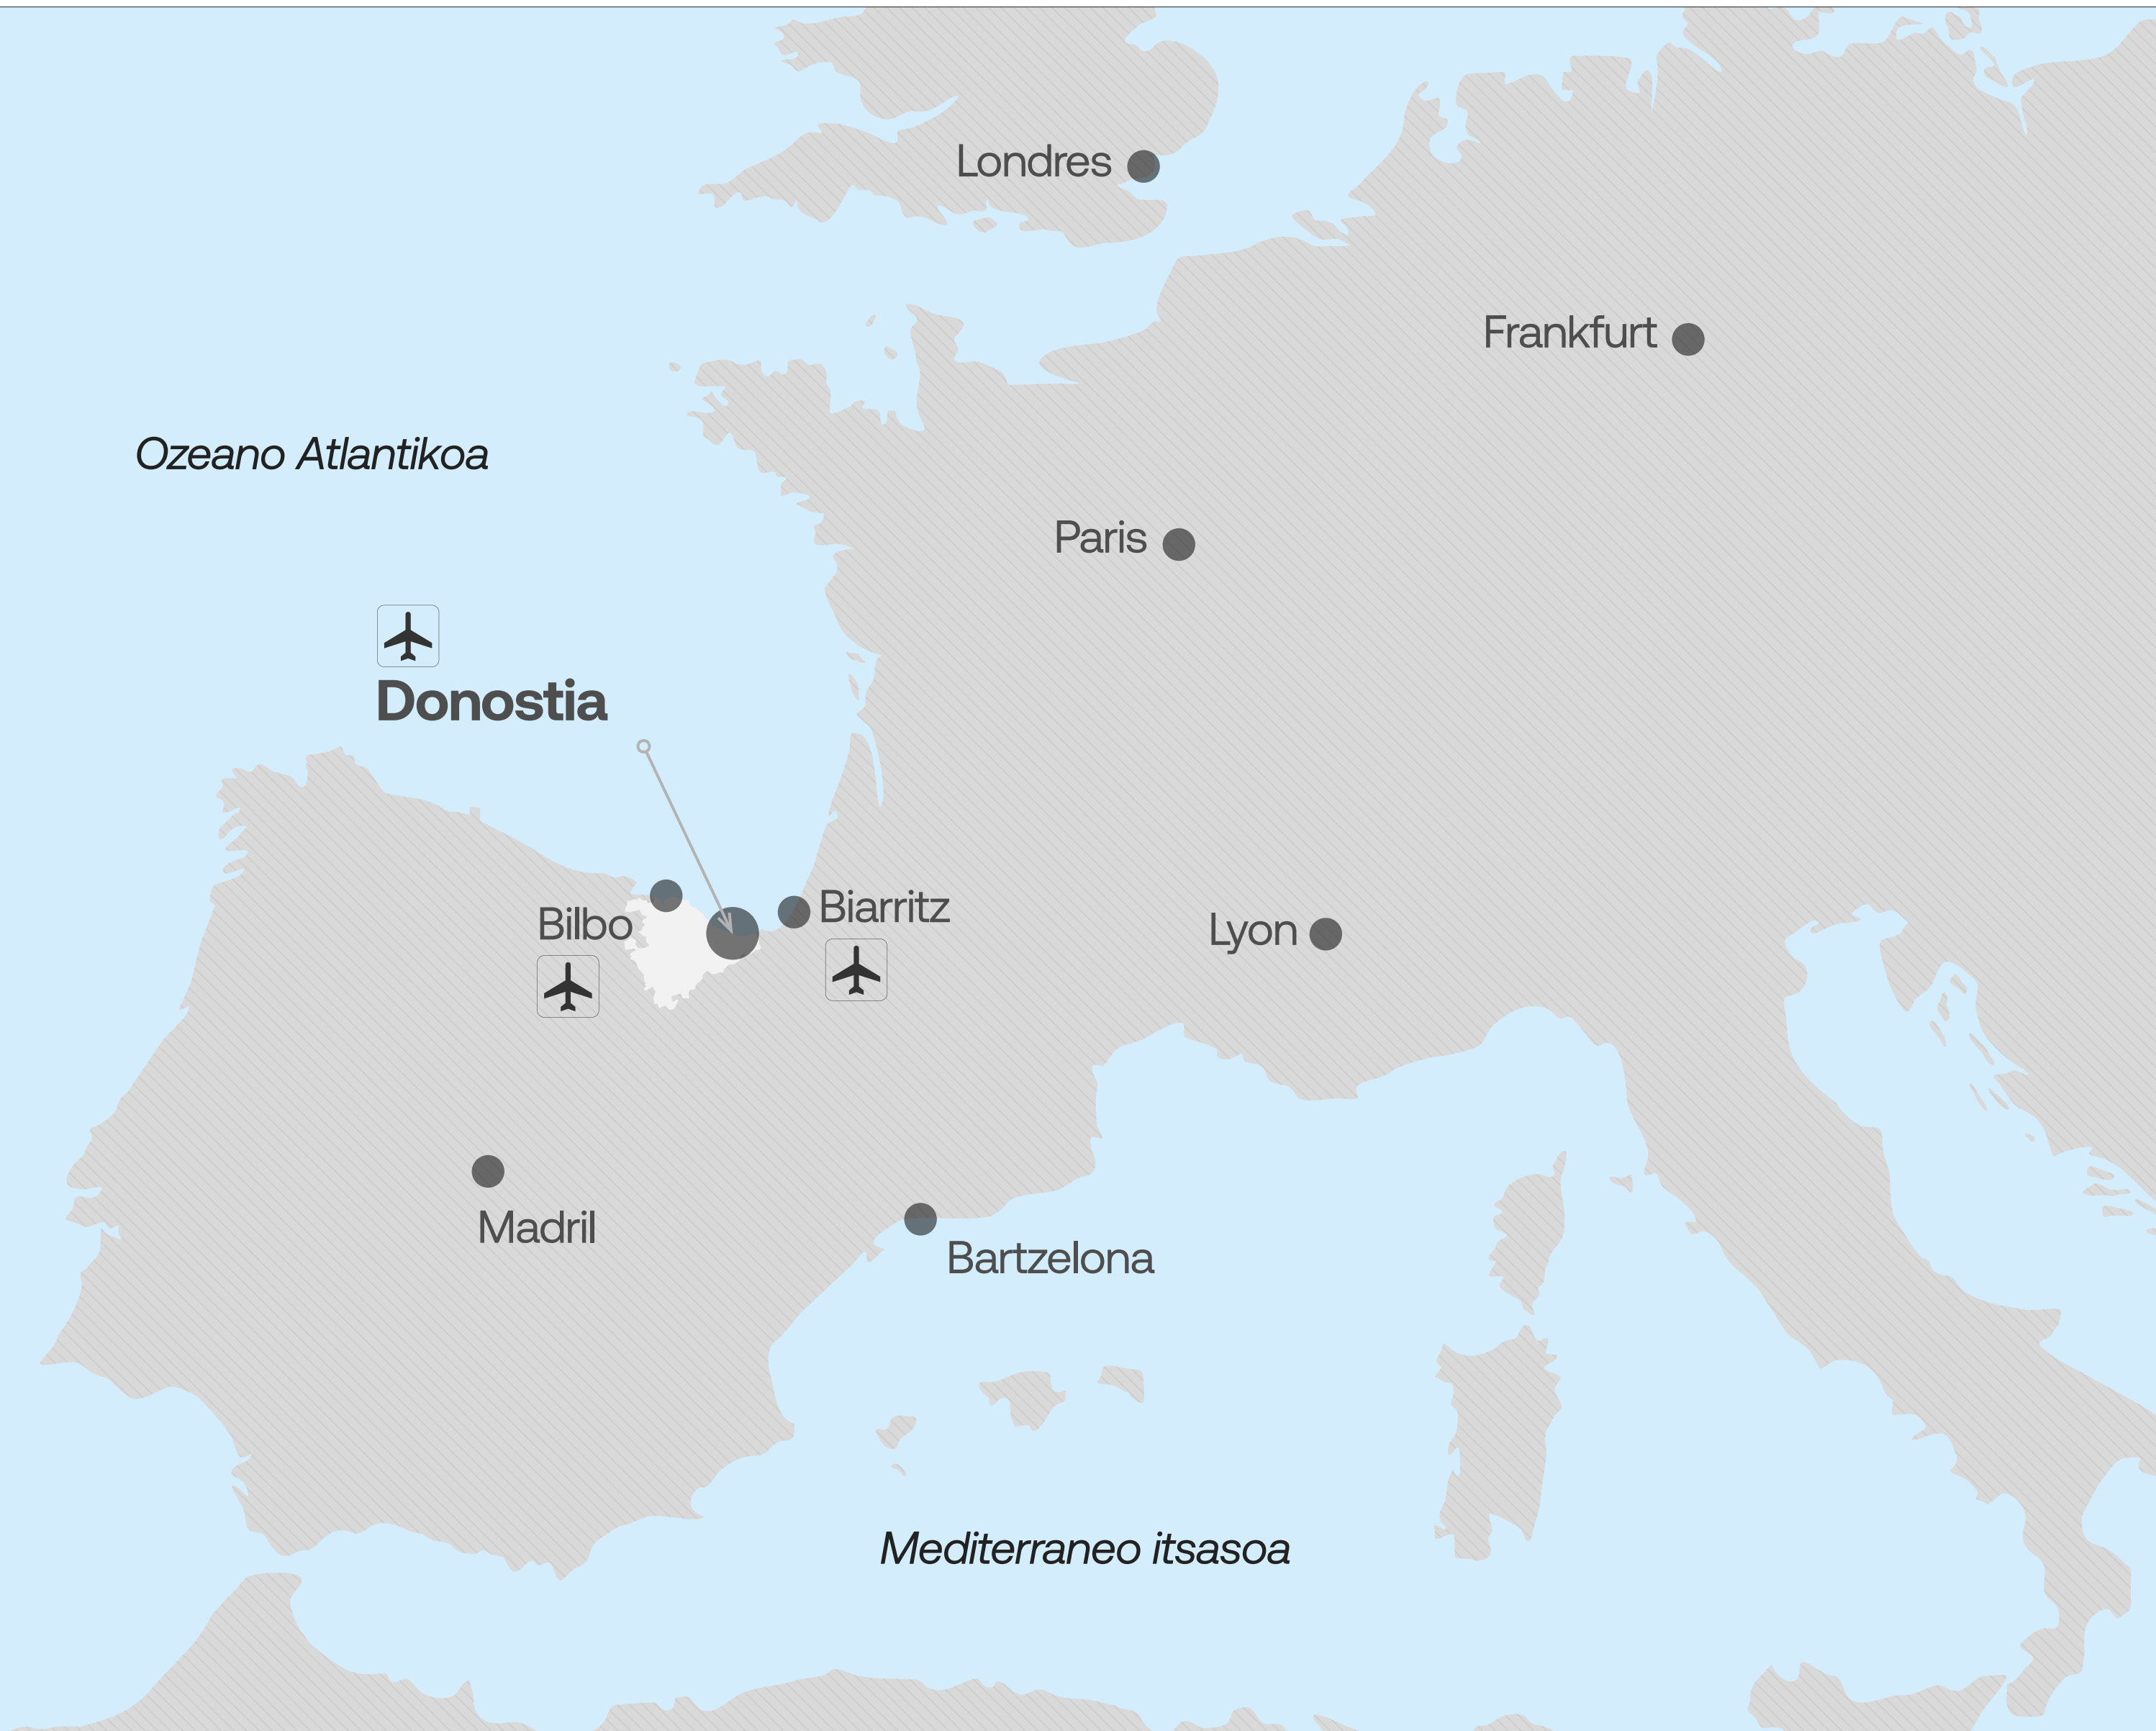 Londres
Frankfurt
Ozeano Atlantikoa
Paris
Donostia
Bilbo
Biarritz
Lyon
Madril
Bartzelona
Mediterraneo itsasoa